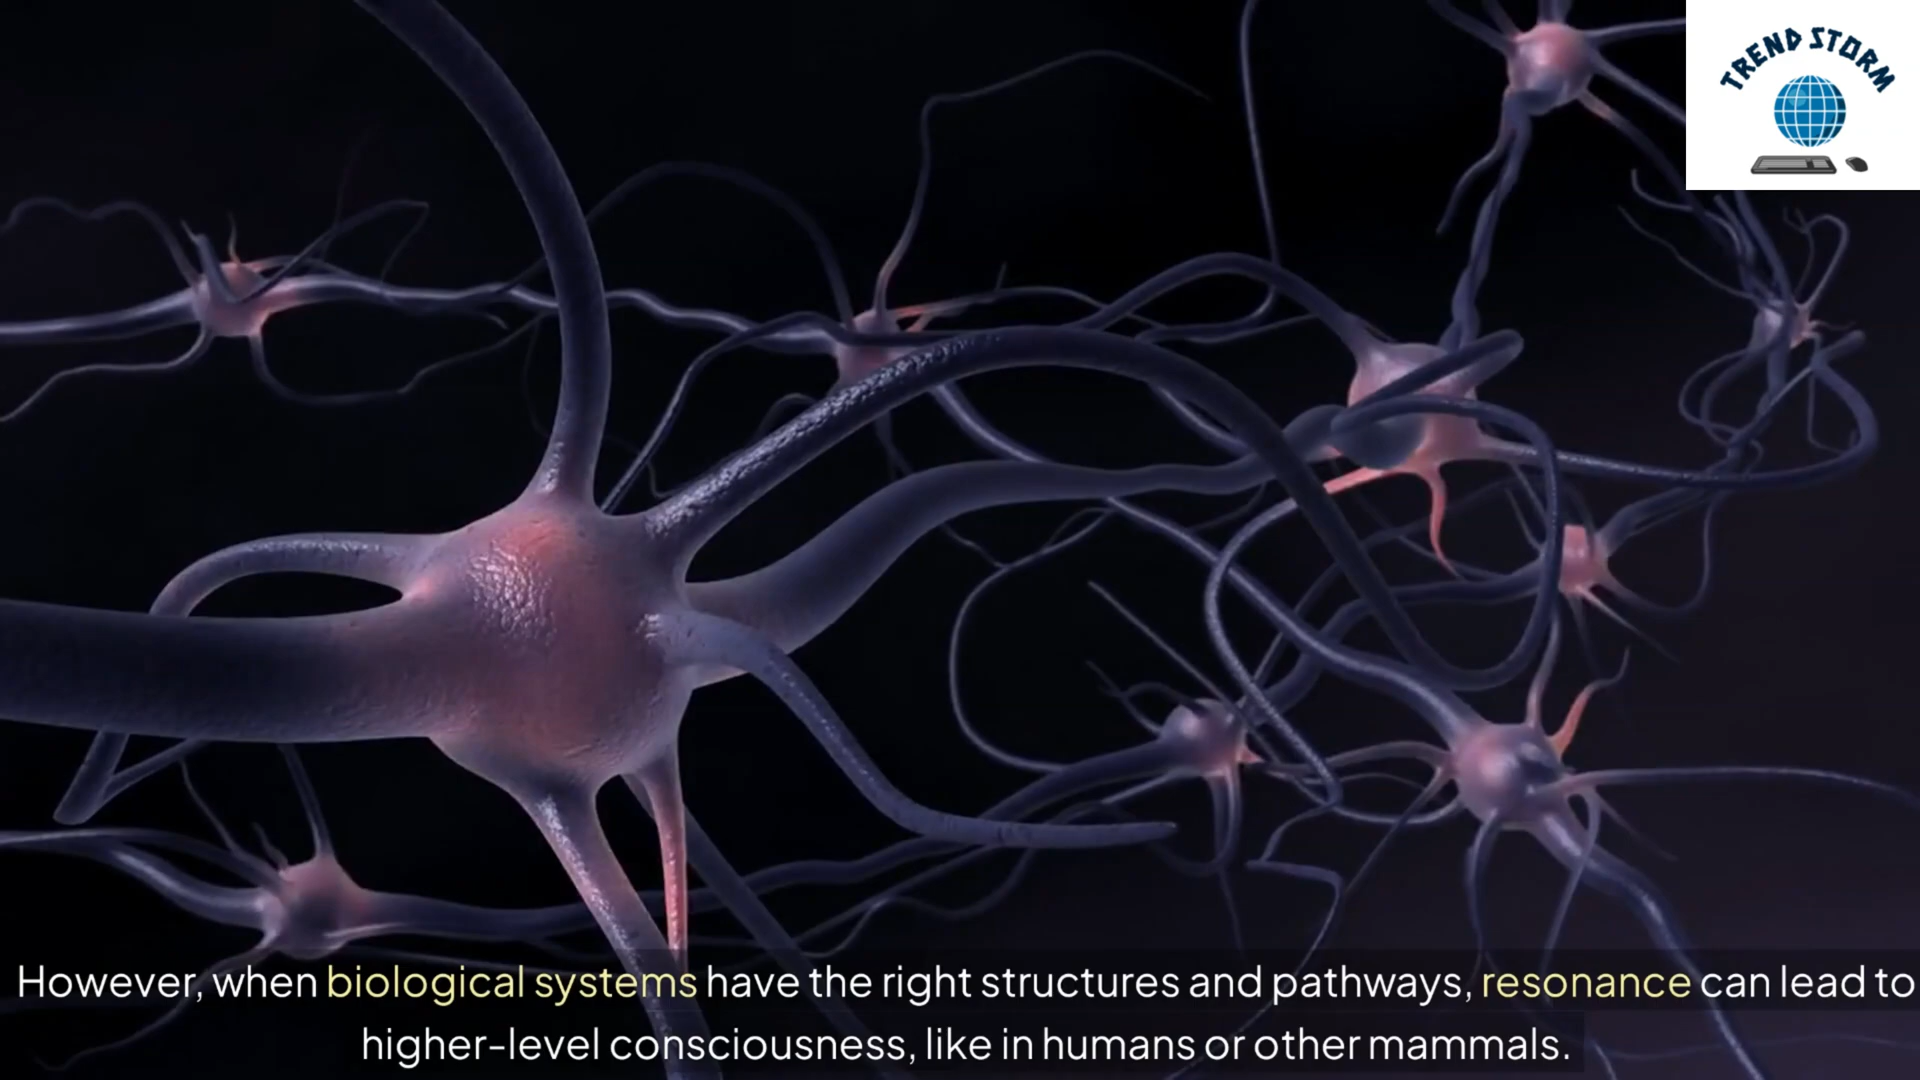 TREND STORM
However, when biological systems have the right structures and pathways, resonance can lead to
higher-level consciousness, like in humans or other mammals.